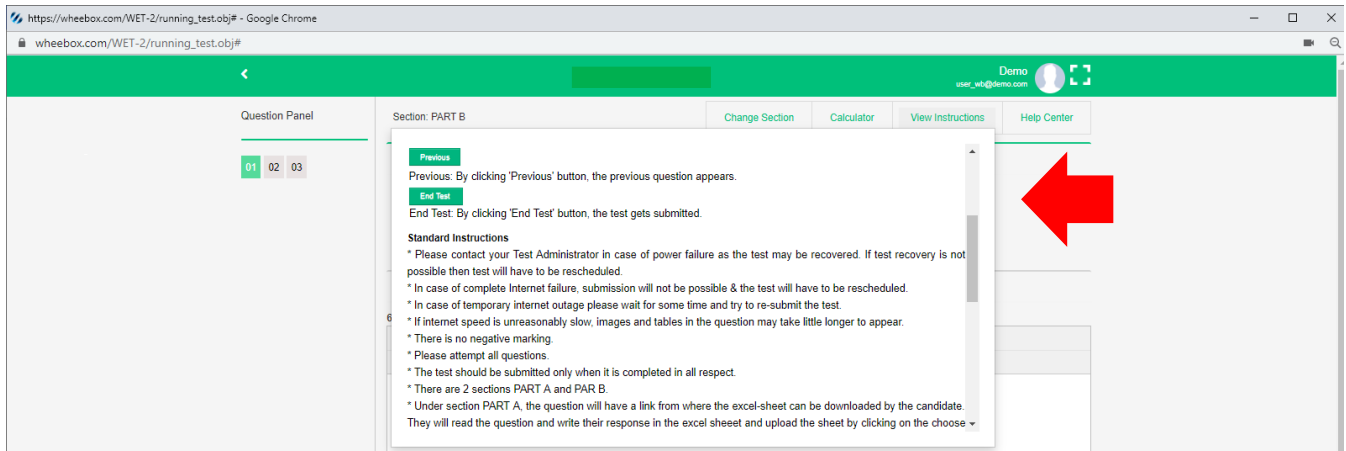 https://wheebox.com/WET-2/running_test.obj# - Google Chrome
wheebox.com/WET-2/running_test.obj#
Demo
user_wb@demo.com
Question Panel
Section: PART B
Change Section
Calculator
View Instructions
Help Center
01 02 03
Previous
Previous: By clicking 'Previous' button, the previous question appears.
End Test
End Test: By clicking 'End Test' button, the test gets submitted.
Standard Instructions
* Please contact your Test Administrator in case of power failure as the test may be recovered. If test recovery is not
possible then test will have to be rescheduled.
* In case of complete Internet failure, submission will not be possible & the test will have to be rescheduled.
* In case of temporary internet outage please wait for some time and try to re-submit the test.
* If internet speed is unreasonably slow, images and tables in the question may take little longer to appear.
* There is no negative marking.
* Please attempt all questions.
* The test should be submitted only when it is completed in all respect.
* There are 2 sections PART A and PAR B.
* Under section PART A, the question will have a link from where the excel-sheet can be downloaded by the candidate.
They will read the question and write their response in the excel sheeet and upload the sheet by clicking on the choose